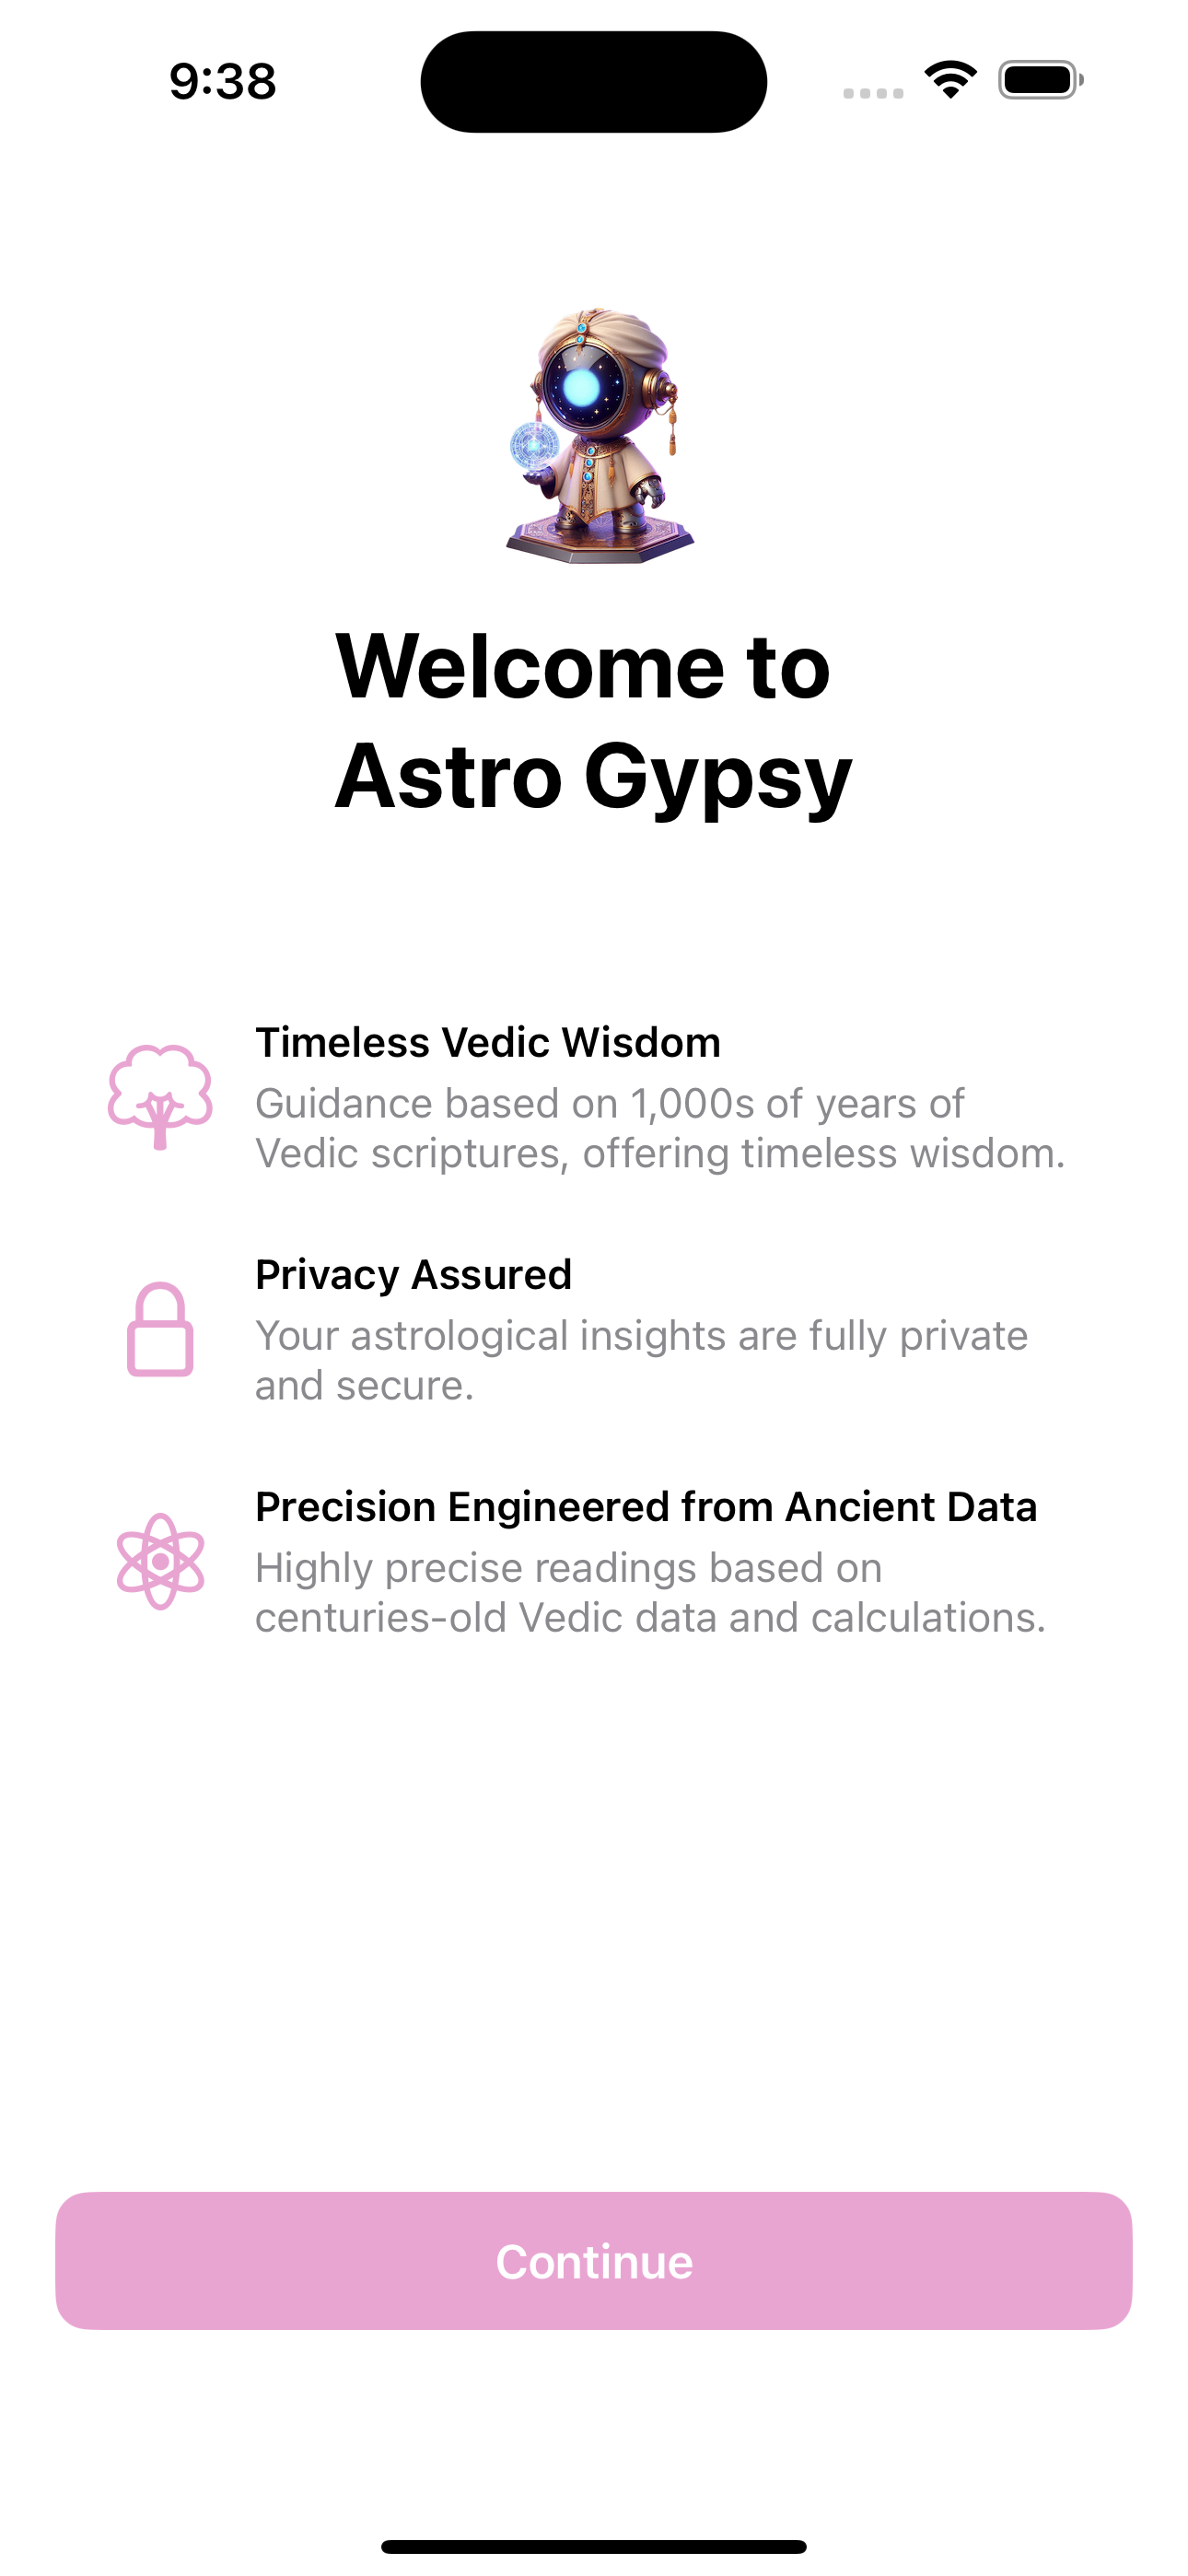 9:38
Welcome to
Astro Gypsy
Timeless Vedic Wisdom
Guidance based on 1,000s of years of
Vedic scriptures, offering timeless wisdom.
Privacy Assured
Your astrological insights are fully private
and secure.
Precision Engineered from Ancient Data
Highly precise readings based on
centuries-old Vedic data and calculations.
Continue